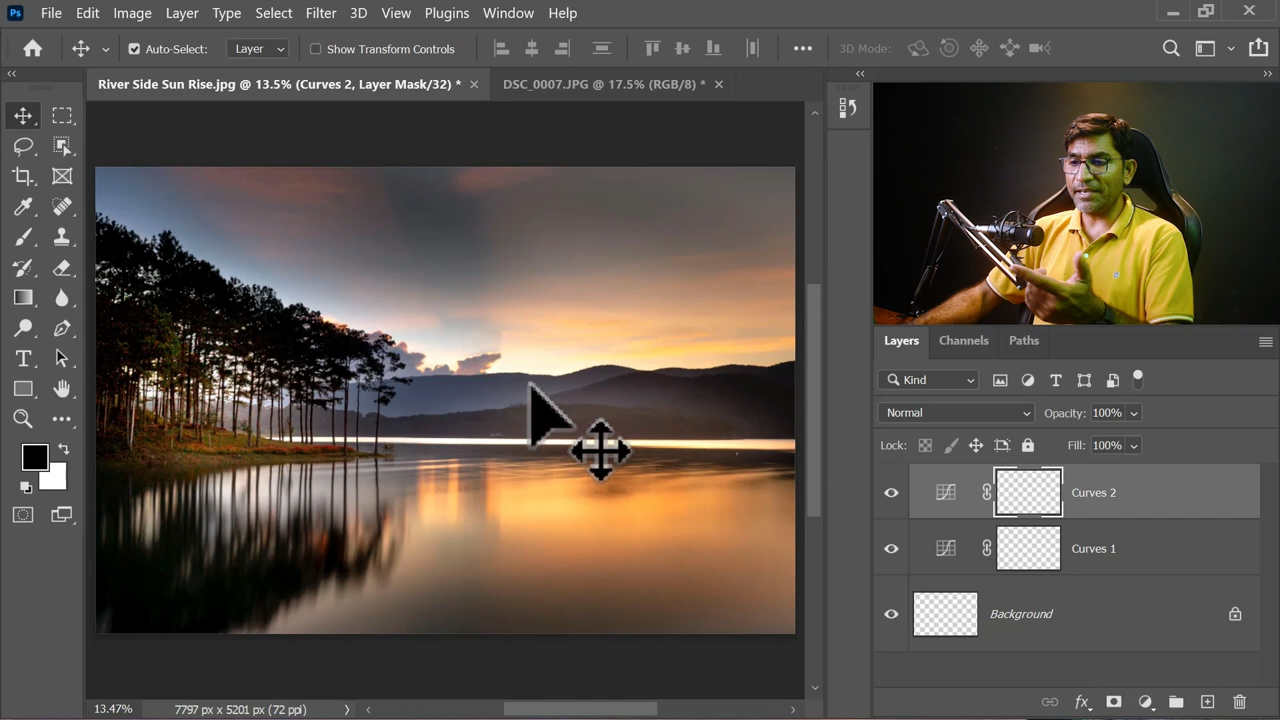 Ps File Edit Image Layer Type Select Filter 3D View Plugins Window Help
Auto-Select: Layer Show Transform Controls 3D Mode:
River Side Sun Rise.jpg @ 13.5% (Curves 2, Layer Mask/32) * DSC_0007.JPG @ 17.5% (RGB/8) *
Layers Channels Paths
Kind
Normal Opacity: 100%
Lock: Fill: 100%
Curves 2
Curves 1
Background
13.47% 7797 px x 5201 px (72 ppi)